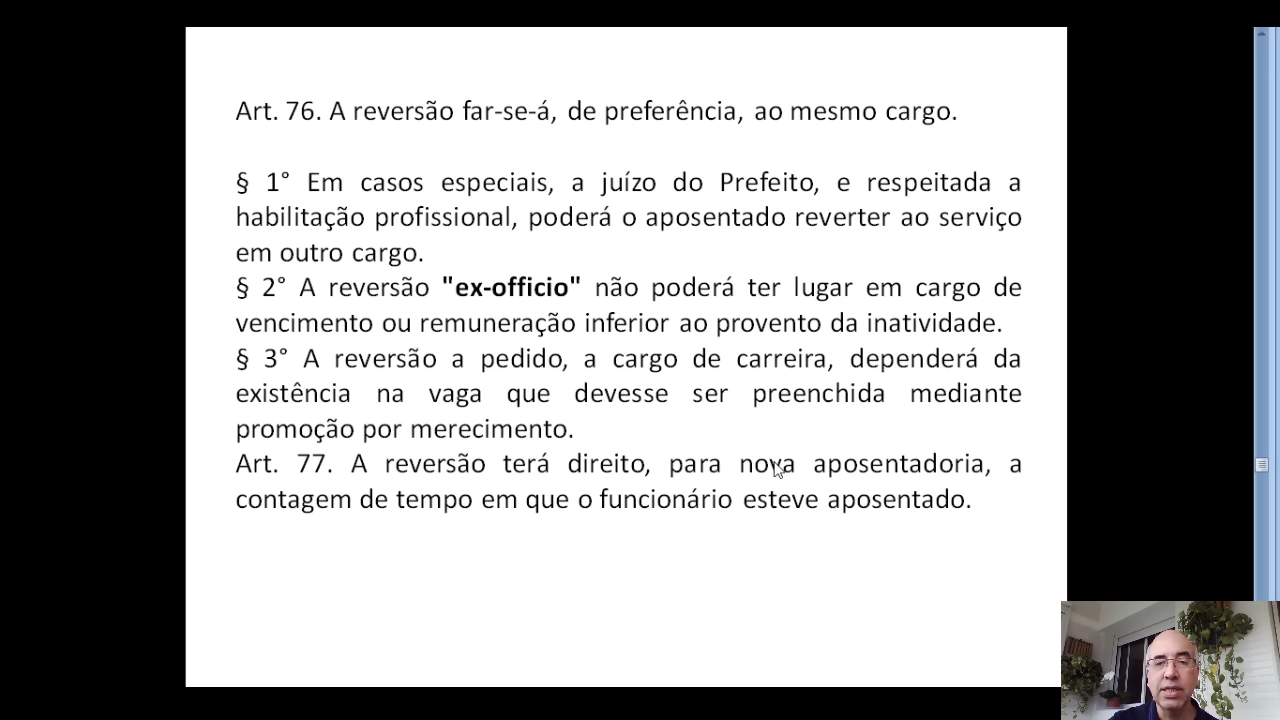 Art. 76. A reversão far-se-á, de preferência, ao mesmo cargo.
§ 1° Em casos especiais, a juízo do Prefeito, e respeitada a
habilitação profissional, poderá o aposentado reverter ao serviço
em outro cargo.
§ 2° A reversão "ex-officio" não poderá ter lugar em cargo de
vencimento ou remuneração inferior ao provento da inatividade.
§ 3° A reversão a pedido, a cargo de carreira, dependerá da
existência na vaga que devesse ser preenchida mediante
promoção por merecimento.
Art. 77. A reversão terá direito, para nova aposentadoria, a
contagem de tempo em que o funcionário esteve aposentado.